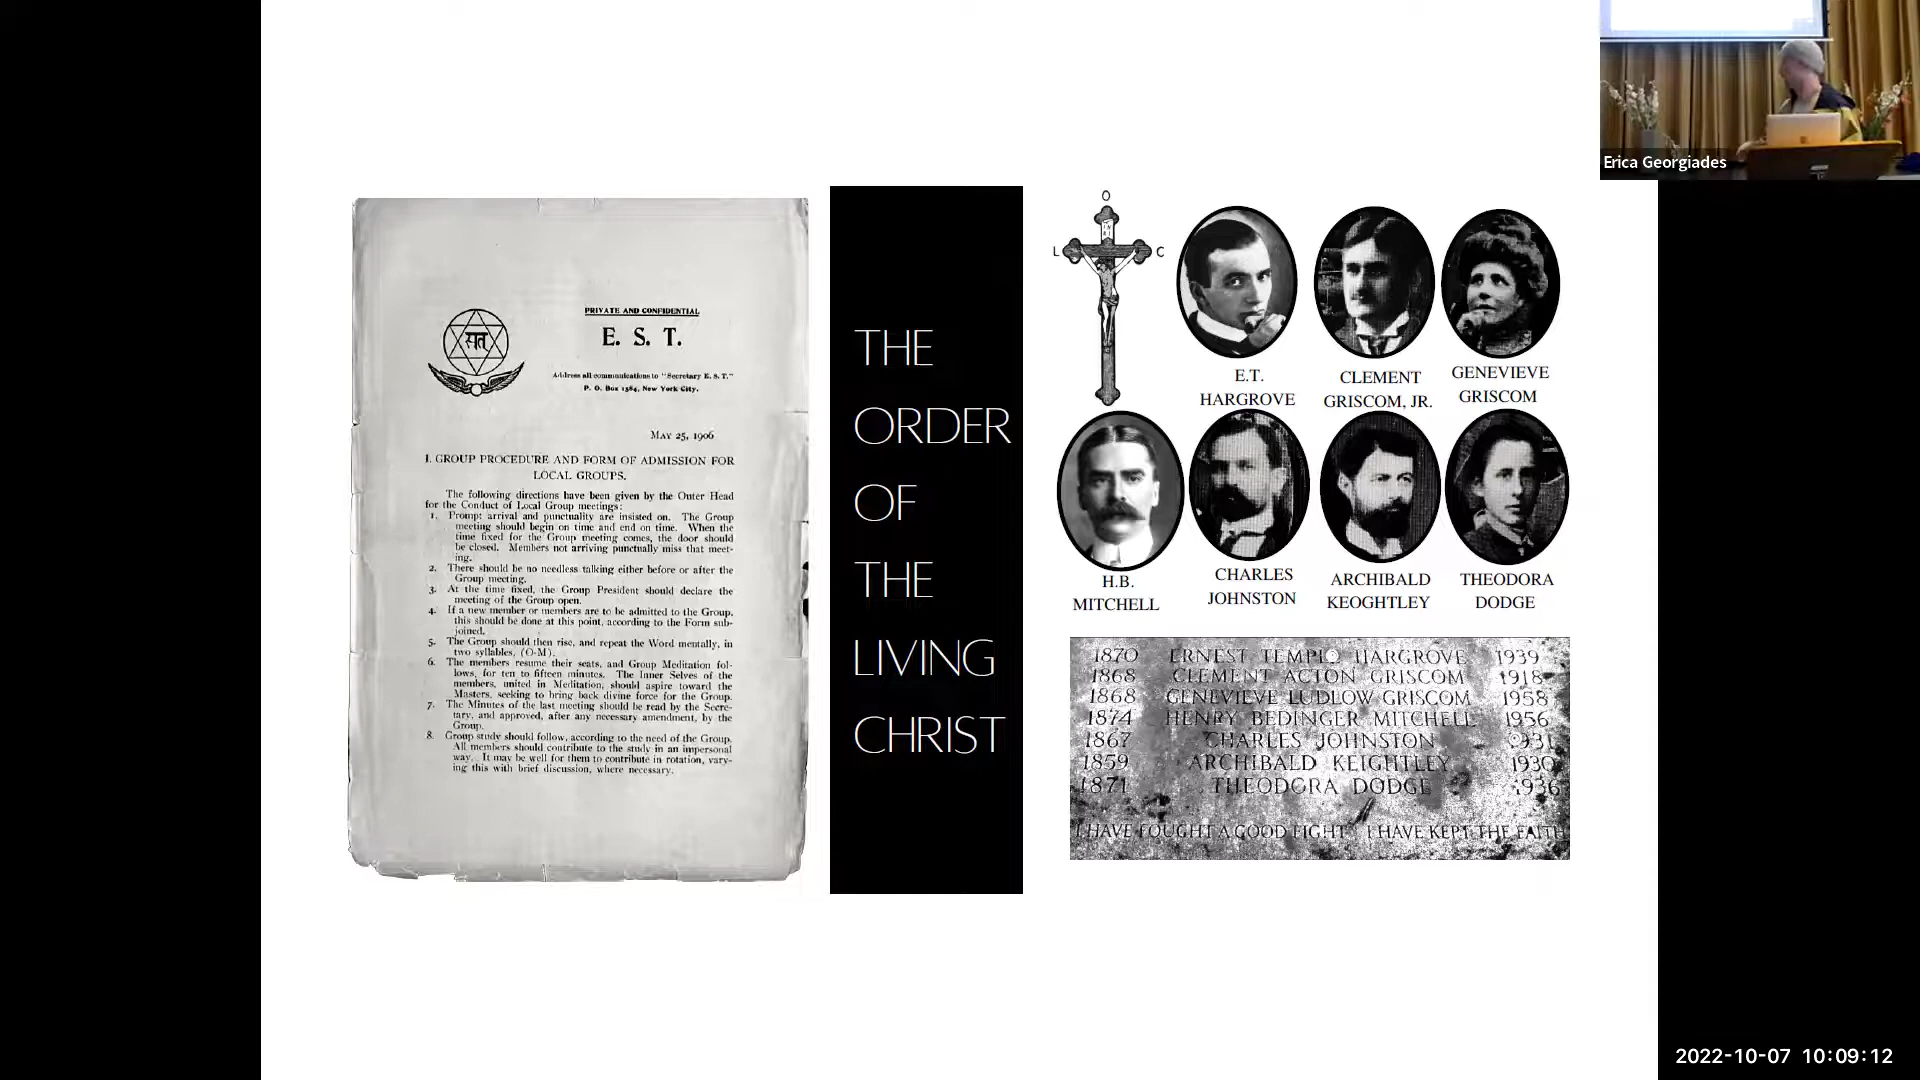 PRIVATE AND CONFIDENTIAL
E. S. T.
Address all communications to "Secretary E. S. T."
P. O. Box 1584, New York City.
सत्
MAY 25, 1906
I. GROUP PROCEDURE AND FORM OF ADMISSION FOR
LOCAL GROUPS.
The following directions have been given by the Outer Head
for the Conduct of Local Group meetings:
1. Prompt arrival and punctuality are insisted on. The Group
meeting should begin on time and end on time. When the
time fixed for the Group meeting comes, the door should
be closed. Members not arriving punctually miss that meet-
ing.
2. There should be no needless talking either before or after the
Group meeting.
3. At the time fixed, the Group President should declare the
meeting of the Group open.
4. If a new member or members are to be admitted to the Group,
this should be done at this point, according to the Form sub-
joined.
5. The Group should then rise, and repeat the Word mentally, in
two syllables, (O-M).
6. The members resume their seats, and Group Meditation fol-
lows, for ten to fifteen minutes. The Inner Selves of the
members, united in Meditation, should aspire toward the
Masters, seeking to bring back divine force for the Group.
7. The Minutes of the last meeting should be read by the Secre-
tary, and approved, after any necessary amendment, by the
Group.
8. Group study should follow, according to the need of the Group.
All members should contribute to the study in an impersonal
way. It may be well for them to contribute in rotation, vary-
ing this with brief discussion, where necessary.
THE
ORDER
OF
THE
LIVING
CHRIST
O
L C
E.T.
HARGROVE
CLEMENT
GRISCOM, JR.
GENEVIEVE
GRISCOM
H.B.
MITCHELL
CHARLES
JOHNSTON
ARCHIBALD
KEOGHTLEY
THEODORA
DODGE
1870 ERNEST TEMPLE HARGROVE 1939
1868 CLEMENT ACTON GRISCOM 1918
1868 GENEVIEVE LUDLOW GRISCOM 1958
1874 HENRY BEDINGER MITCHELL 1956
1867 CHARLES JOHNSTON 1931
1859 ARCHIBALD KEIGHTLEY 1930
1871 THEODORA DODGE 1936
I HAVE FOUGHT A GOOD FIGHT I HAVE KEPT THE FAITH
Erica Georgiades
2022-10-07 10:09:12